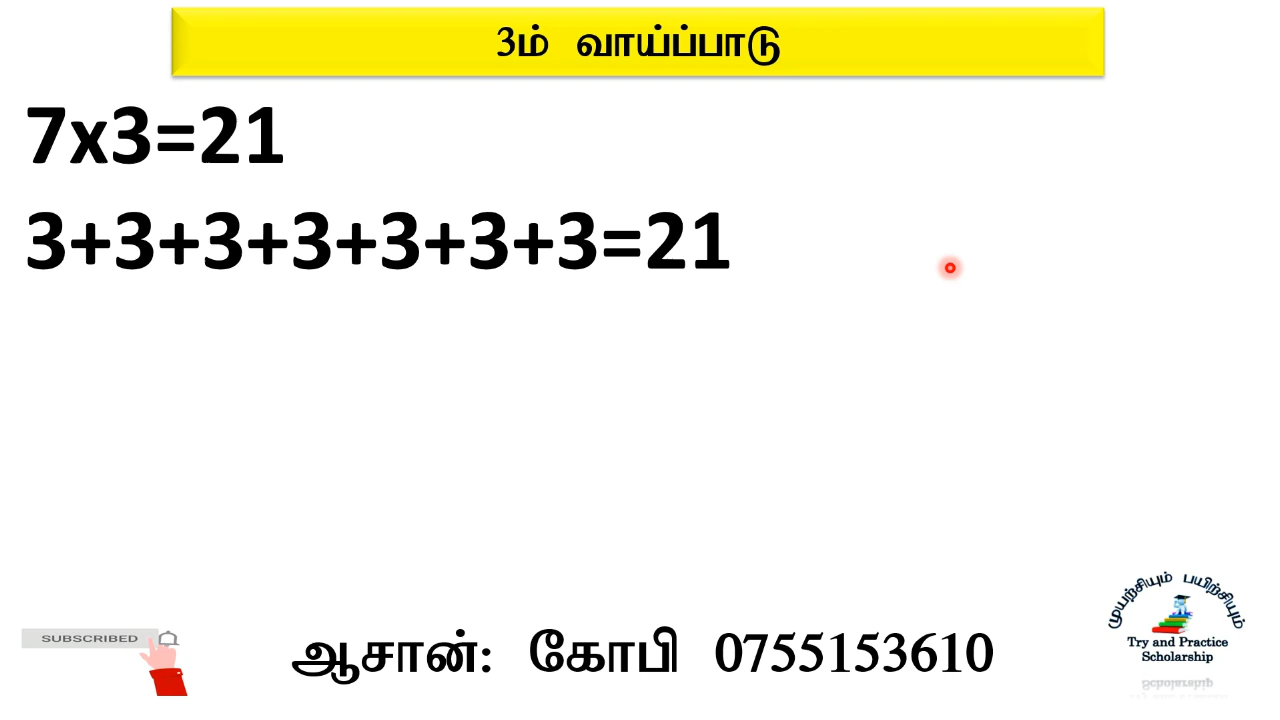 3ம் வாய்ப்பாடு
7x3=21
3+3+3+3+3+3+3=21
SUBSCRIBED
ஆசான்: கோபி 0755153610
முயற்சியும் பயிற்சியும்
Try and Practice
Scholarship